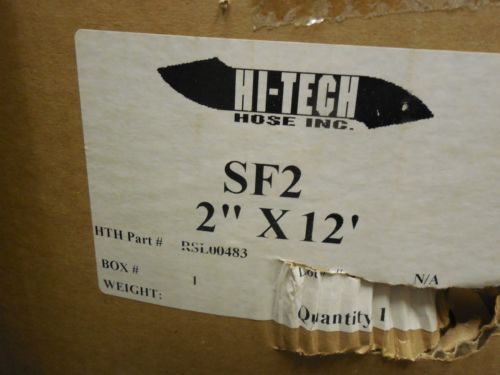 HI-TECH
HOSE INC.
SF2
2" X 12'
HTH Part # RSL00483
N/A
BOX # 1
WEIGHT:
Quantity 1